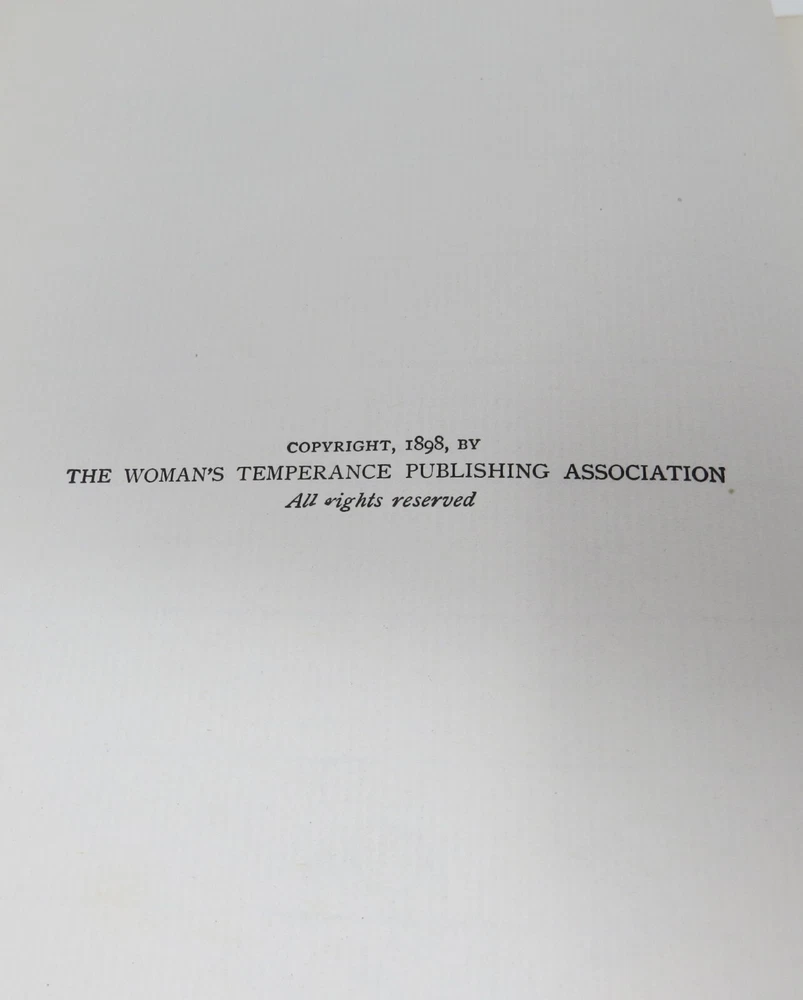 COPYRIGHT, 1898, BY
THE WOMAN'S TEMPERANCE PUBLISHING ASSOCIATION
All rights reserved